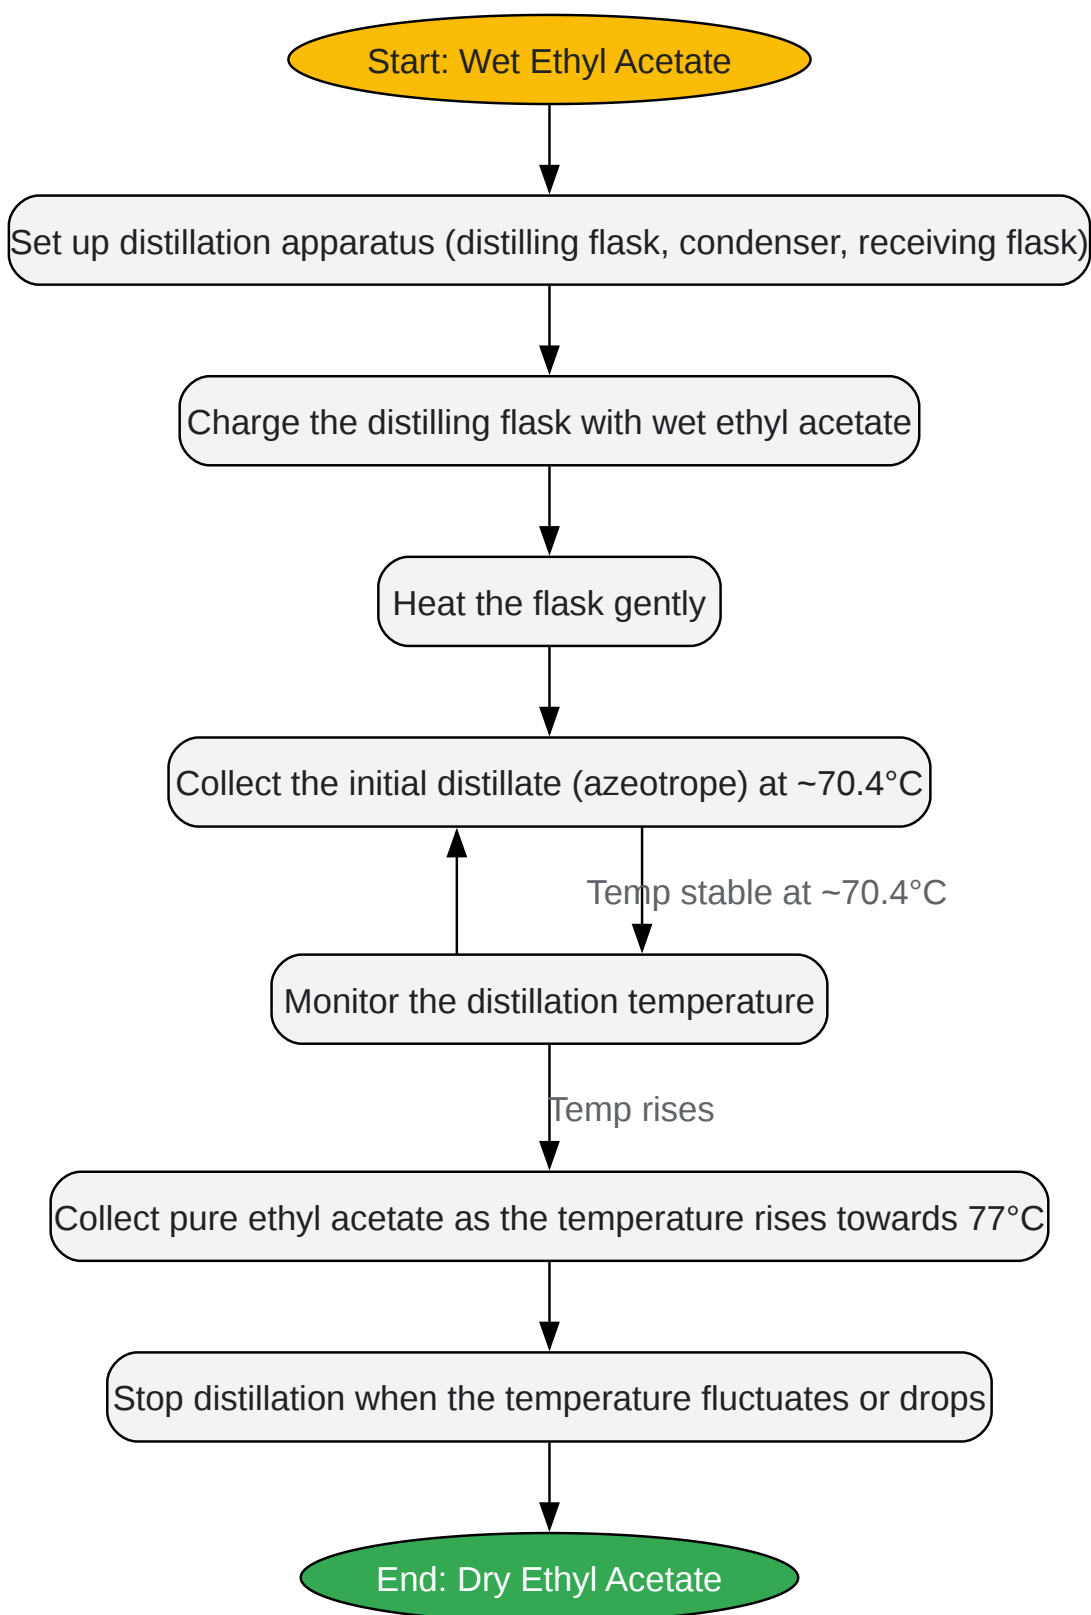 Start: Wet Ethyl Acetate
Set up distillation apparatus (distilling flask, condenser, receiving flask)
Charge the distilling flask with wet ethyl acetate
Heat the flask gently
Collect the initial distillate (azeotrope) at ~70.4°C
Temp stable at ~70.4°C
Monitor the distillation temperature
Temp rises
Collect pure ethyl acetate as the temperature rises towards 77°C
Stop distillation when the temperature fluctuates or drops
End: Dry Ethyl Acetate